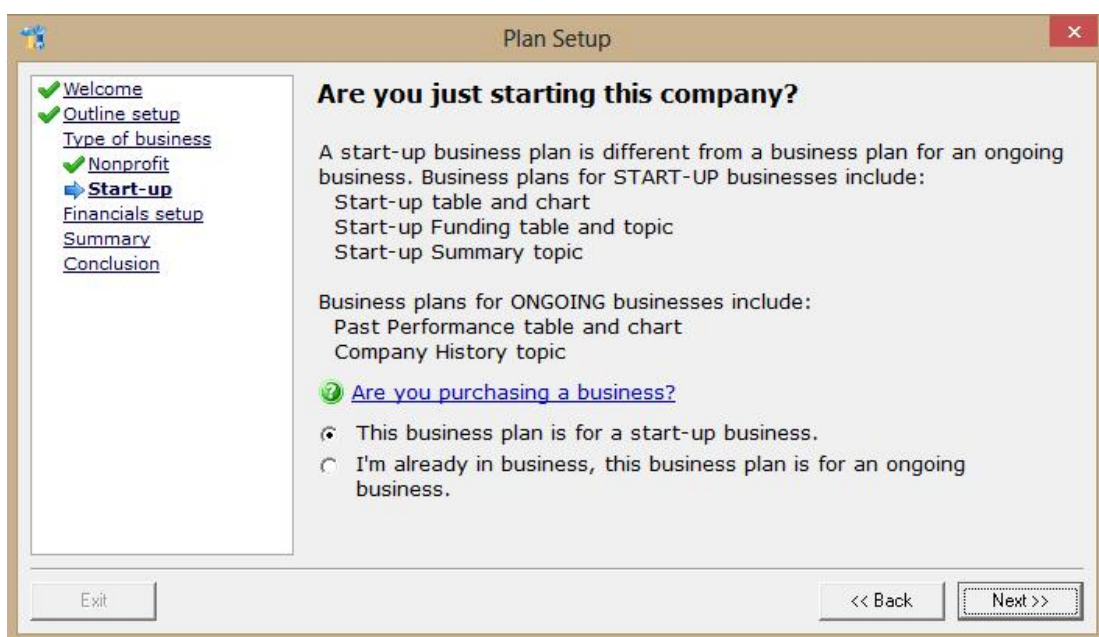 Plan Setup
Welcome
Outline setup
Type of business
Nonprofit
Start-up
Financials setup
Summary
Conclusion
Are you just starting this company?
A start-up business plan is different from a business plan for an ongoing
business. Business plans for START-UP businesses include:
Start-up table and chart
Start-up Funding table and topic
Start-up Summary topic
Business plans for ONGOING businesses include:
Past Performance table and chart
Company History topic
Are you purchasing a business?
This business plan is for a start-up business.
I'm already in business, this business plan is for an ongoing
business.
Exit
<< Back
Next >>